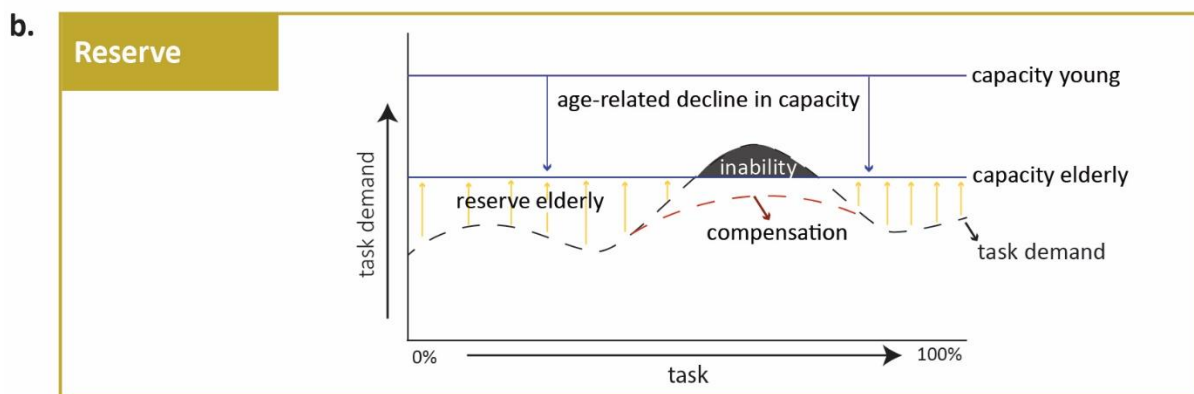 b.
Reserve
capacity young
age-related decline in capacity
task demand
inability
capacity elderly
reserve elderly
compensation
task demand
0%
100%
task